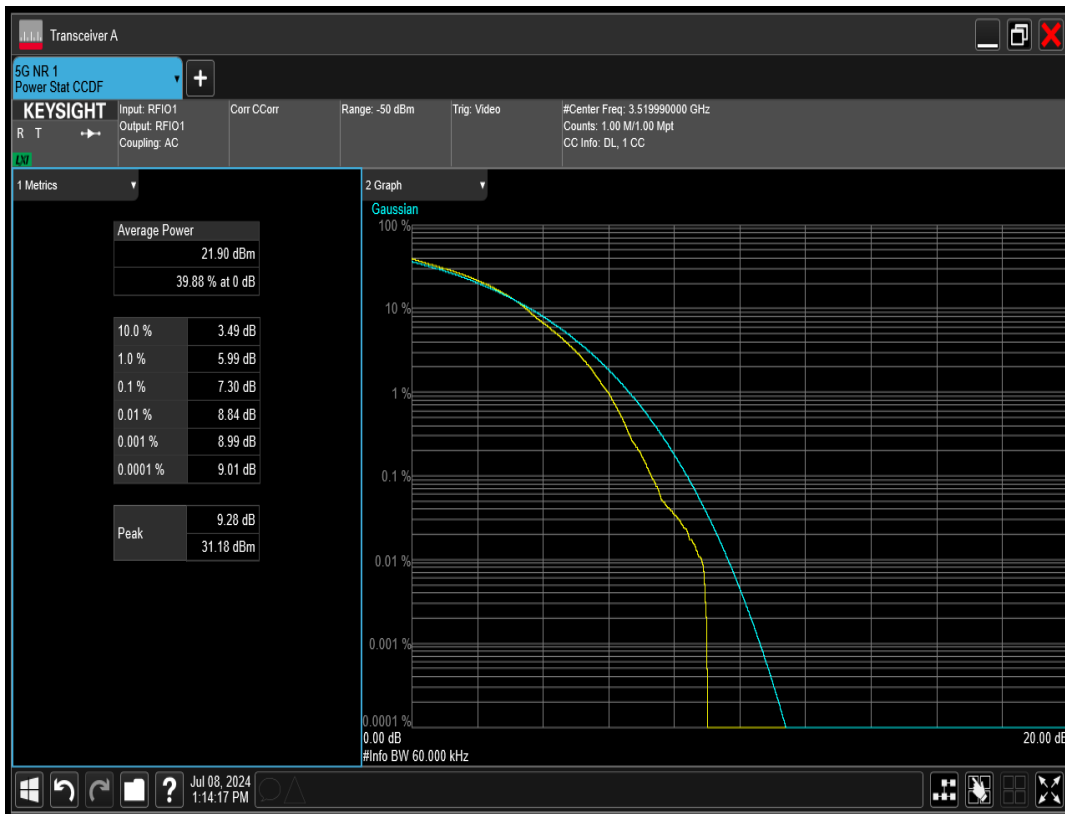 Transceiver A
5G NR 1
Power Stat CCDF
+
KEYSIGHT
R T
LXI
Input: RFIO1
Output: RFIO1
Coupling: AC
Corr CCorr
Range: -50 dBm
Trig: Video
#Center Freq: 3.519990000 GHz
Counts: 1.00 M/1.00 Mpt
CC Info: DL, 1 CC
1 Metrics
Average Power
21.90 dBm
39.88 % at 0 dB
10.0 % 3.49 dB
1.0 % 5.99 dB
0.1 % 7.30 dB
0.01 % 8.84 dB
0.001 % 8.99 dB
0.0001 % 9.01 dB
Peak 9.28 dB
31.18 dBm
2 Graph
Gaussian
100 %
10 %
1 %
0.1 %
0.01 %
0.001 %
0.0001 %
0.00 dB 20.00 dB
#Info BW 60.000 kHz
?
Jul 08, 2024
1:14:17 PM